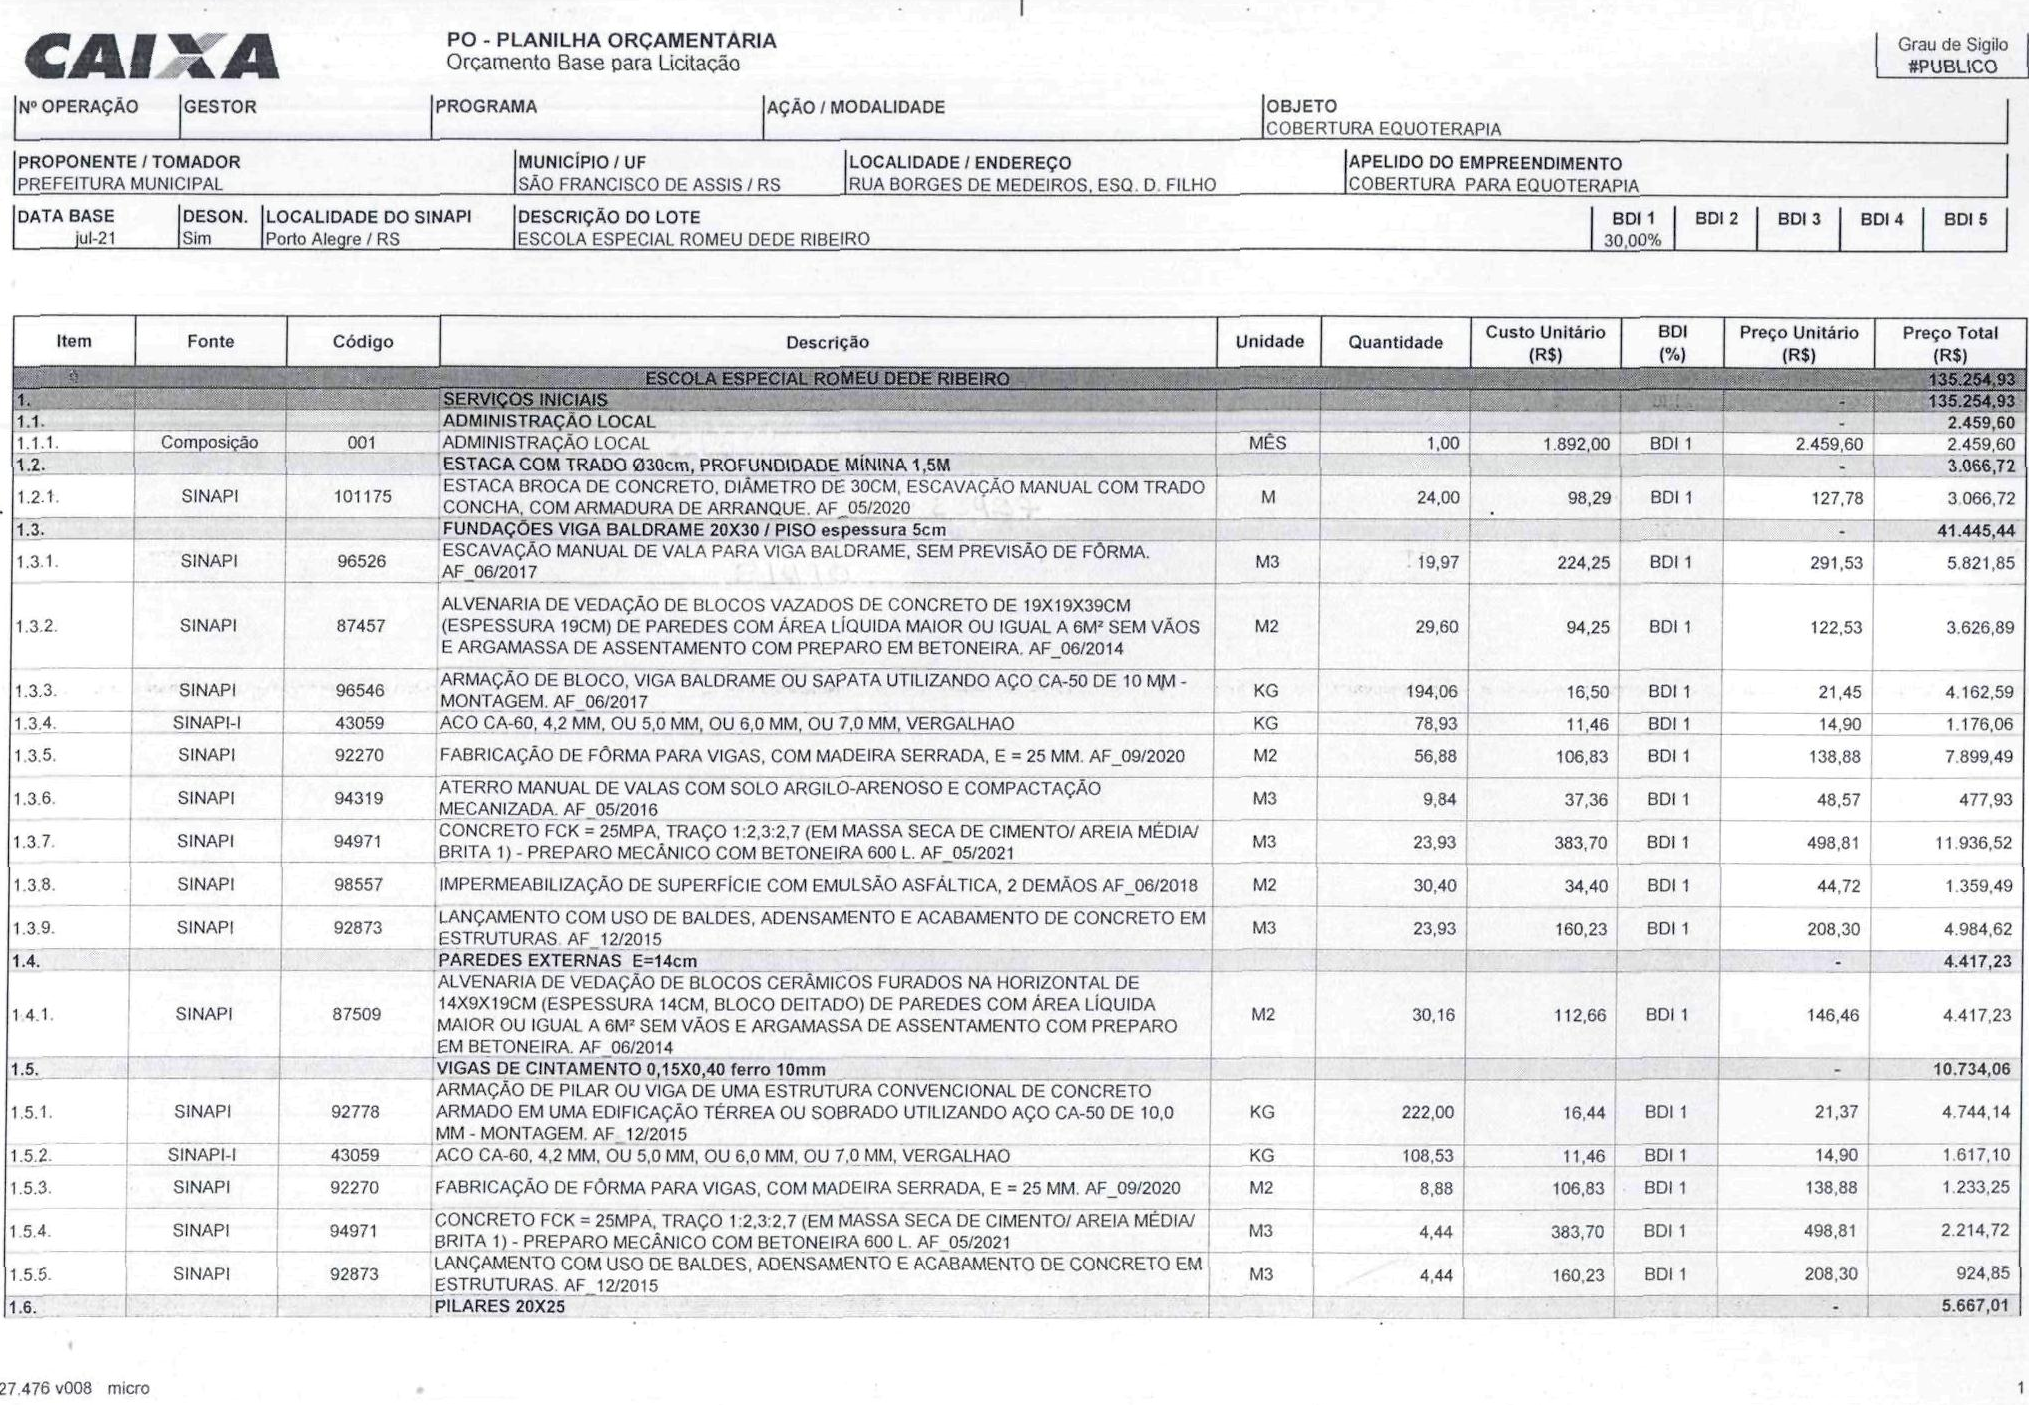 CAIXA
PO - PLANILHA ORÇAMENTÁRIA
Orçamento Base para Licitação
Grau de Sigilo
#PUBLICO
Nº OPERAÇÃO GESTOR PROGRAMA AÇÃO / MODALIDADE OBJETO
COBERTURA EQUOTERAPIA
PROPONENTE / TOMADOR MUNICÍPIO / UF LOCALIDADE / ENDEREÇO APELIDO DO EMPREENDIMENTO
PREFEITURA MUNICIPAL SÃO FRANCISCO DE ASSIS / RS RUA BORGES DE MEDEIROS, ESQ. D. FILHO COBERTURA PARA EQUOTERAPIA
DATA BASE DESON. LOCALIDADE DO SINAPI DESCRIÇÃO DO LOTE BDI 1 BDI 2 BDI 3 BDI 4 BDI 5
jul-21 Sim Porto Alegre / RS ESCOLA ESPECIAL ROMEU DEDE RIBEIRO 30,00%
Item Fonte Código Descrição Unidade Quantidade Custo Unitário (R$) BDI (%) Preço Unitário (R$) Preço Total (R$)
ESCOLA ESPECIAL ROMEU DEDE RIBEIRO 135.254,93
1. SERVIÇOS INICIAIS - 135.254,93
1.1. ADMINISTRAÇÃO LOCAL - 2.459,60
1.1.1. Composição 001 ADMINISTRAÇÃO LOCAL MÊS 1,00 1.892,00 BDI 1 2.459,60 2.459,60
1.2. ESTACA COM TRADO Ø30cm, PROFUNDIDADE MÍNINA 1,5M - 3.066,72
1.2.1. SINAPI 101175 ESTACA BROCA DE CONCRETO, DIÂMETRO DE 30CM, ESCAVAÇÃO MANUAL COM TRADO
CONCHA, COM ARMADURA DE ARRANQUE. AF_05/2020 M 24,00 98,29 BDI 1 127,78 3.066,72
1.3. FUNDAÇÕES VIGA BALDRAME 20X30 / PISO espessura 5cm - 41.445,44
1.3.1. SINAPI 96526 ESCAVAÇÃO MANUAL DE VALA PARA VIGA BALDRAME, SEM PREVISÃO DE FÔRMA.
AF_06/2017 M3 19,97 224,25 BDI 1 291,53 5.821,85
ALVENARIA DE VEDAÇÃO DE BLOCOS VAZADOS DE CONCRETO DE 19X19X39CM
1.3.2. SINAPI 87457 (ESPESSURA 19CM) DE PAREDES COM ÁREA LÍQUIDA MAIOR OU IGUAL A 6M² SEM VÃOS M2 29,60 94,25 BDI 1 122,53 3.626,89
E ARGAMASSA DE ASSENTAMENTO COM PREPARO EM BETONEIRA. AF_06/2014
1.3.3. SINAPI 96546 ARMAÇÃO DE BLOCO, VIGA BALDRAME OU SAPATA UTILIZANDO AÇO CA-50 DE 10 MM -
MONTAGEM. AF_06/2017 KG 194,06 16,50 BDI 1 21,45 4.162,59
1.3.4. SINAPI-I 43059 ACO CA-60, 4,2 MM, OU 5,0 MM, OU 6,0 MM, OU 7,0 MM, VERGALHAO KG 78,93 11,46 BDI 1 14,90 1.176,06
1.3.5. SINAPI 92270 FABRICAÇÃO DE FÔRMA PARA VIGAS, COM MADEIRA SERRADA, E = 25 MM. AF_09/2020 M2 56,88 106,83 BDI 1 138,88 7.899,49
1.3.6. SINAPI 94319 ATERRO MANUAL DE VALAS COM SOLO ARGILO-ARENOSO E COMPACTAÇÃO
MECANIZADA. AF_05/2016 M3 9,84 37,36 BDI 1 48,57 477,93
1.3.7. SINAPI 94971 CONCRETO FCK = 25MPA, TRAÇO 1:2,3:2,7 (EM MASSA SECA DE CIMENTO/ AREIA MÉDIA/
BRITA 1) - PREPARO MECÂNICO COM BETONEIRA 600 L. AF_05/2021 M3 23,93 383,70 BDI 1 498,81 11.936,52
1.3.8. SINAPI 98557 IMPERMEABILIZAÇÃO DE SUPERFÍCIE COM EMULSÃO ASFÁLTICA, 2 DEMÃOS AF_06/2018 M2 30,40 34,40 BDI 1 44,72 1.359,49
1.3.9. SINAPI 92873 LANÇAMENTO COM USO DE BALDES, ADENSAMENTO E ACABAMENTO DE CONCRETO EM
ESTRUTURAS. AF_12/2015 M3 23,93 160,23 BDI 1 208,30 4.984,62
1.4. PAREDES EXTERNAS E=14cm - 4.417,23
ALVENARIA DE VEDAÇÃO DE BLOCOS CERÂMICOS FURADOS NA HORIZONTAL DE
1.4.1. SINAPI 87509 14X9X19CM (ESPESSURA 14CM, BLOCO DEITADO) DE PAREDES COM ÁREA LÍQUIDA M2 30,16 112,66 BDI 1 146,46 4.417,23
MAIOR OU IGUAL A 6M² SEM VÃOS E ARGAMASSA DE ASSENTAMENTO COM PREPARO
EM BETONEIRA. AF_06/2014
1.5. VIGAS DE CINTAMENTO 0,15X0,40 ferro 10mm - 10.734,06
ARMAÇÃO DE PILAR OU VIGA DE UMA ESTRUTURA CONVENCIONAL DE CONCRETO
1.5.1. SINAPI 92778 ARMADO EM UMA EDIFICAÇÃO TÉRREA OU SOBRADO UTILIZANDO AÇO CA-50 DE 10,0 KG 222,00 16,44 BDI 1 21,37 4.744,14
MM - MONTAGEM. AF_12/2015
1.5.2. SINAPI-I 43059 ACO CA-60, 4,2 MM, OU 5,0 MM, OU 6,0 MM, OU 7,0 MM, VERGALHAO KG 108,53 11,46 BDI 1 14,90 1.617,10
1.5.3. SINAPI 92270 FABRICAÇÃO DE FÔRMA PARA VIGAS, COM MADEIRA SERRADA, E = 25 MM. AF_09/2020 M2 8,88 106,83 BDI 1 138,88 1.233,25
1.5.4. SINAPI 94971 CONCRETO FCK = 25MPA, TRAÇO 1:2,3:2,7 (EM MASSA SECA DE CIMENTO/ AREIA MÉDIA/
BRITA 1) - PREPARO MECÂNICO COM BETONEIRA 600 L. AF_05/2021 M3 4,44 383,70 BDI 1 498,81 2.214,72
1.5.5. SINAPI 92873 LANÇAMENTO COM USO DE BALDES, ADENSAMENTO E ACABAMENTO DE CONCRETO EM
ESTRUTURAS. AF_12/2015 M3 4,44 160,23 BDI 1 208,30 924,85
1.6. PILARES 20X25 - 5.667,01
27.476 v008 micro 1